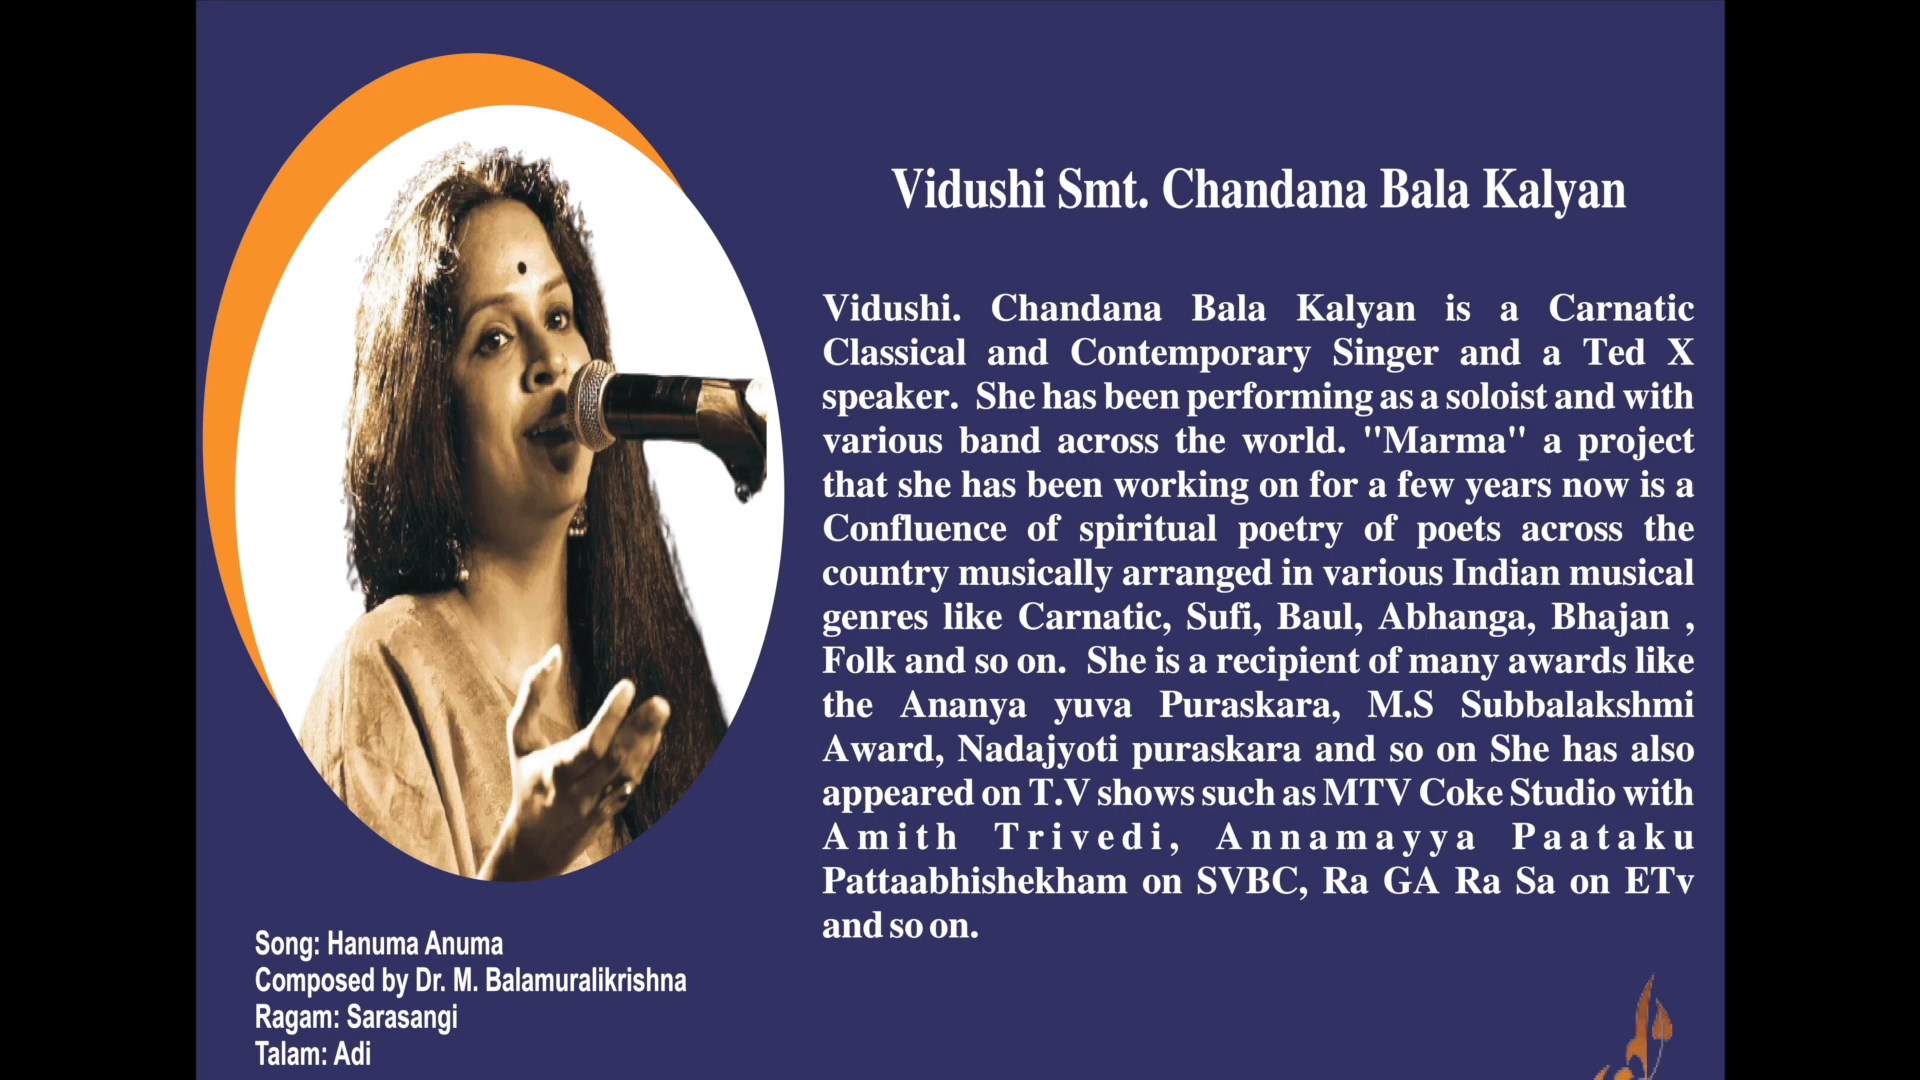 Vidushi Smt. Chandana Bala Kalyan
Vidushi. Chandana Bala Kalyan is a Carnatic
Classical and Contemporary Singer and a Ted X
speaker. She has been performing as a soloist and with
various band across the world. "Marma" a project
that she has been working on for a few years now is a
Confluence of spiritual poetry of poets across the
country musically arranged in various Indian musical
genres like Carnatic, Sufi, Baul, Abhanga, Bhajan ,
Folk and so on. She is a recipient of many awards like
the Ananya yuva Puraskara, M.S Subbalakshmi
Award, Nadajyoti puraskara and so on She has also
appeared on T.V shows such as MTV Coke Studio with
Amith Trivedi, Annamayya Paataku
Pattaabhishekham on SVBC, Ra GA Ra Sa on ETv
and so on.
Song: Hanuma Anuma
Composed by Dr. M. Balamuralikrishna
Ragam: Sarasangi
Talam: Adi